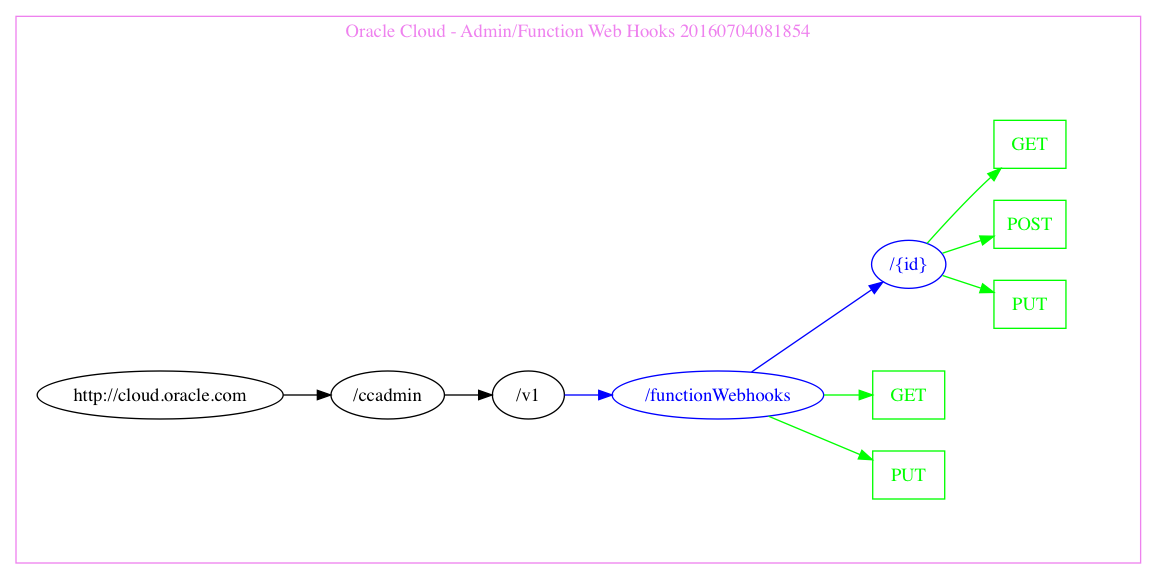 Oracle Cloud - Admin/Function Web Hooks 20160704081854
GET
POST
/{id}
PUT
http://cloud.oracle.com
/ccadmin
/v1
/functionWebhooks
GET
PUT